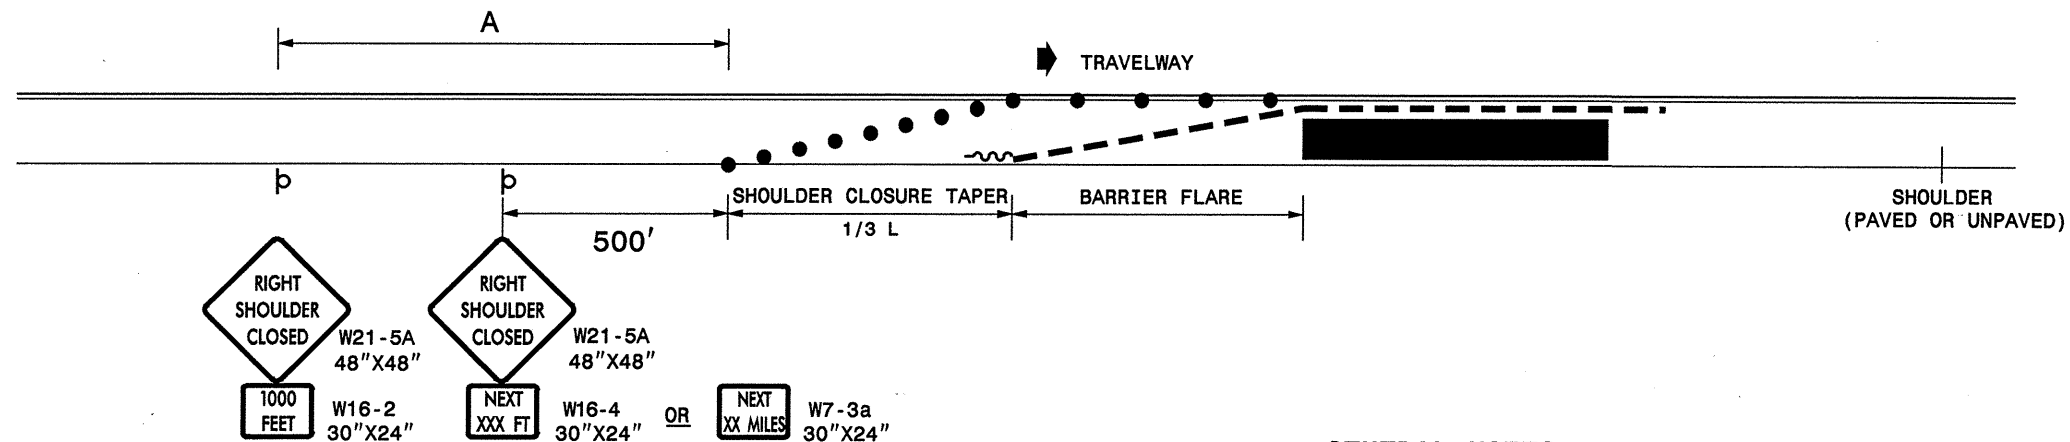 A
TRAVELWAY
SHOULDER CLOSURE TAPER
BARRIER FLARE
1/3 L
500'
SHOULDER
(PAVED OR UNPAVED)
RIGHT
SHOULDER
CLOSED
W21-5A
48"X48"
1000
FEET
W16-2
30"X24"
RIGHT
SHOULDER
CLOSED
W21-5A
48"X48"
NEXT
XXX FT
W16-4
30"X24"
OR
NEXT
XX MILES
W7-3a
30"X24"